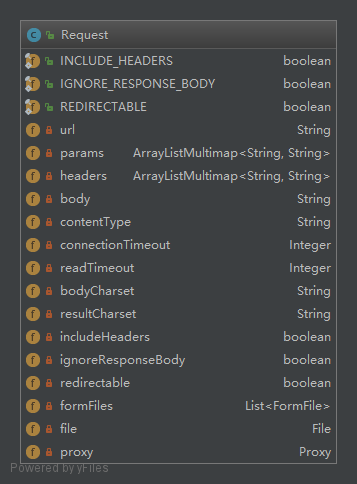 C Request
f INCLUDE_HEADERS boolean
f IGNORE_RESPONSE_BODY boolean
f REDIRECTABLE boolean
f url String
f params ArrayListMultimap<String, String>
f headers ArrayListMultimap<String, String>
f body String
f contentType String
f connectionTimeout Integer
f readTimeout Integer
f bodyCharset String
f resultCharset String
f includeHeaders boolean
f ignoreResponseBody boolean
f redirectable boolean
f formFiles List<FormFile>
f file File
f proxy Proxy
Powered by yFiles